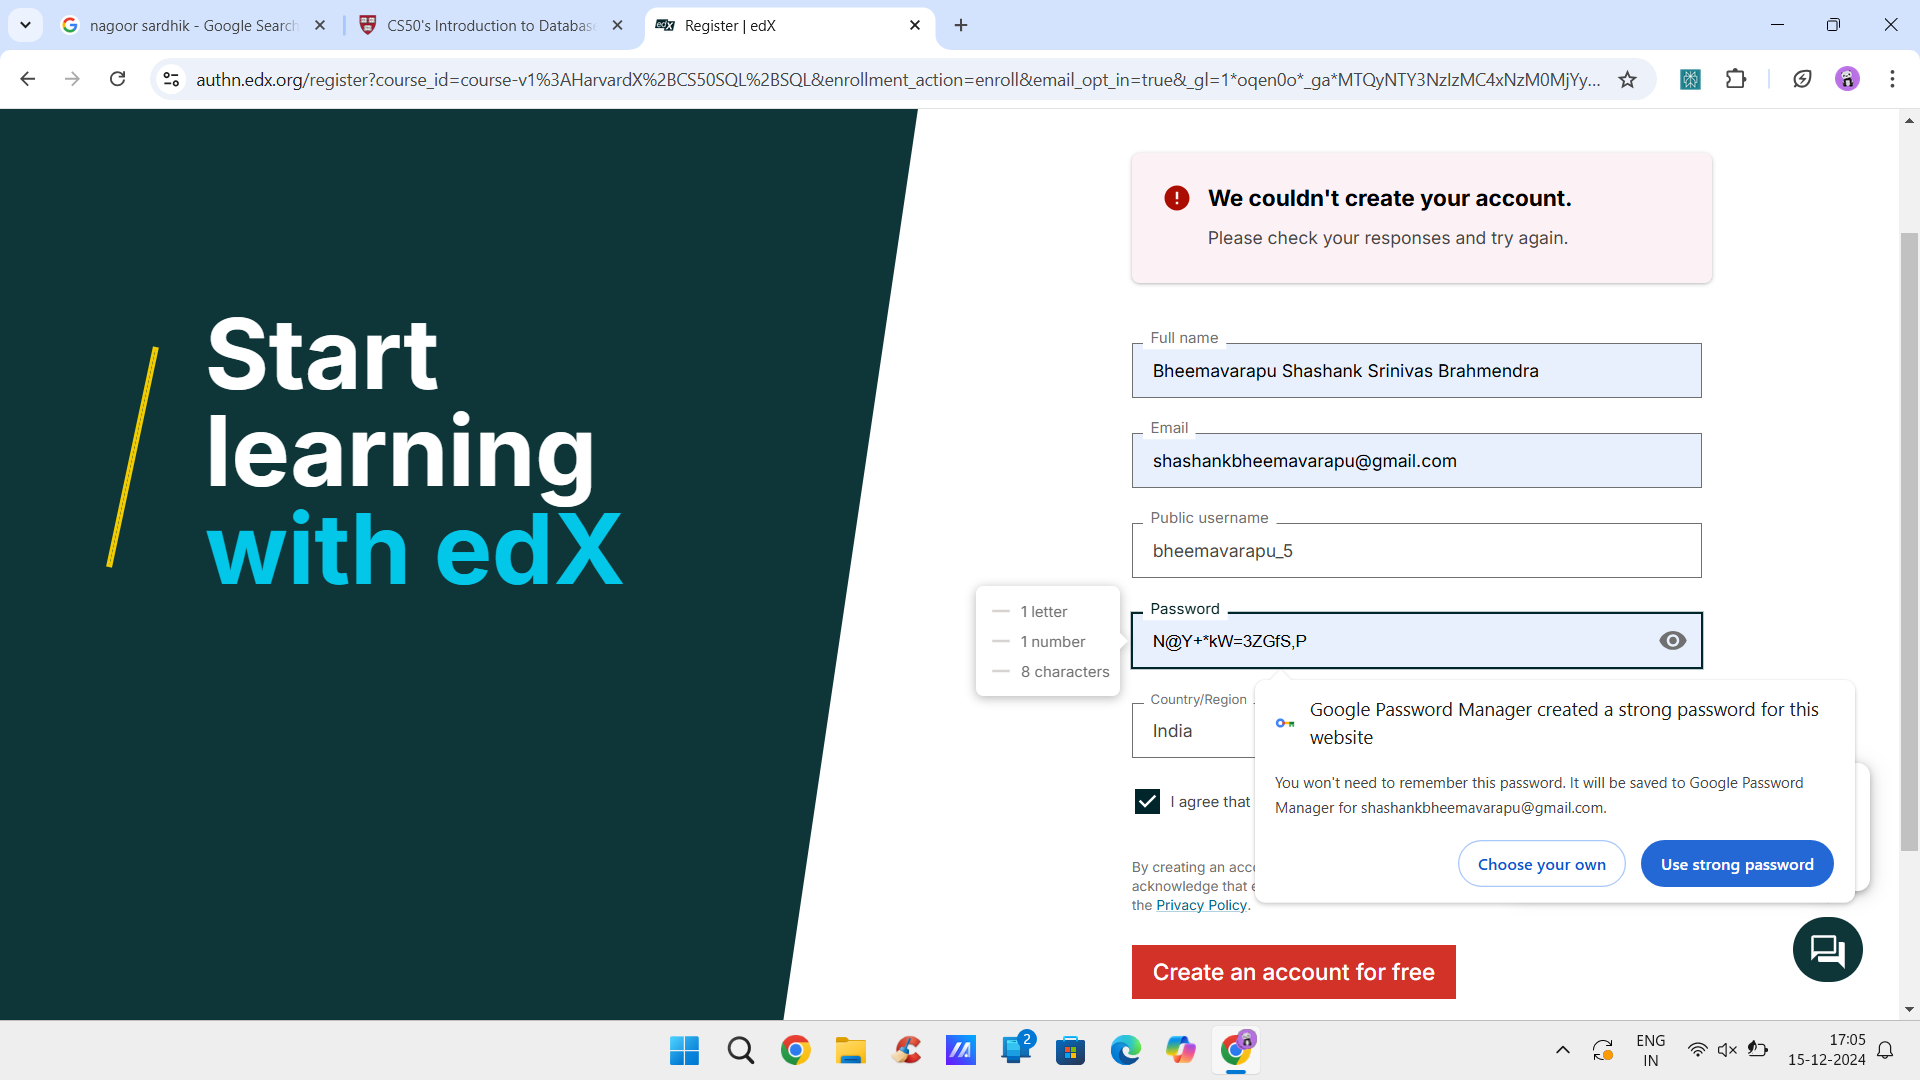 nagoor sardhik - Google Search
CS50's Introduction to Databas
Register | edX
authn.edx.org/register?course_id=course-v1%3AHarvardX%2BCS50SQL%2BSQL&enrollment_action=enroll&email_opt_in=true&_gl=1*oqen0o*_ga*MTQyNTY3NzIzMC4xNzM0MjYy...
Start
learning
with edX
We couldn't create your account.
Please check your responses and try again.
Full name
Bheemavarapu Shashank Srinivas Brahmendra
Email
shashankbheemavarapu@gmail.com
Public username
bheemavarapu_5
1 letter
1 number
8 characters
Password
N@Y+*kW=3ZGfS,P
Country/Region
India
Google Password Manager created a strong password for this
website
You won't need to remember this password. It will be saved to Google Password
Manager for shashankbheemavarapu@gmail.com.
Choose your own
Use strong password
I agree that
By creating an acc
acknowledge that
the Privacy Policy.
Create an account for free
2
ENG
IN
17:05
15-12-2024